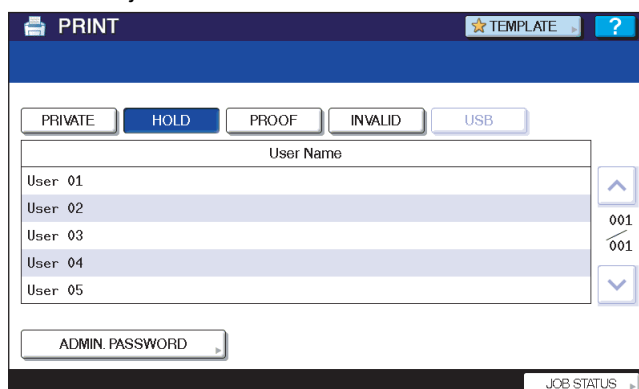 PRINT TEMPLATE ?
PRIVATE HOLD PROOF INVALID USB
User Name
User 01
User 02
001
User 03
001
User 04
User 05
ADMIN. PASSWORD
JOB STATUS